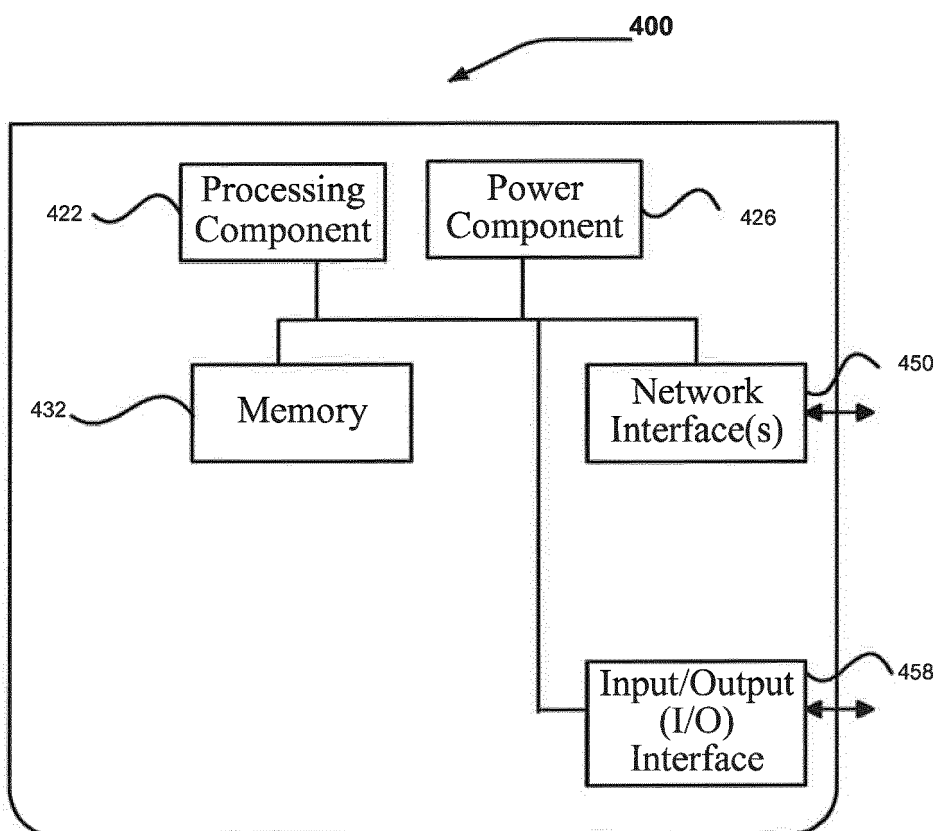 400
Processing
Component
422
Power
Component
426
Memory
432
Network
Interface(s)
450
Input/Output
(I/O)
Interface
458